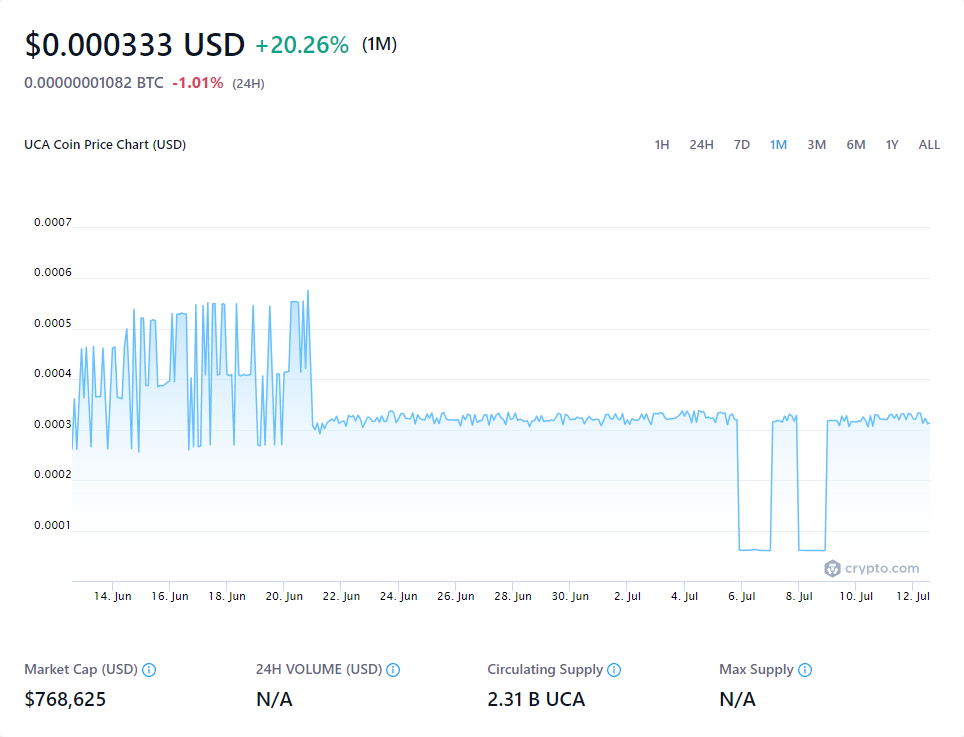 $0.000333 USD +20.26% (1M)
0.00000001082 BTC -1.01% (24H)
UCA Coin Price Chart (USD) 1H 24H 7D 1M 3M 6M 1Y ALL
0.0007
0.0006
0.0005
0.0004
0.0003
0.0002
0.0001
crypto.com
14. Jun 16. Jun 18. Jun 20. Jun 22. Jun 24. Jun 26. Jun 28. Jun 30. Jun 2. Jul 4. Jul 6. Jul 8. Jul 10. Jul 12. Jul
Market Cap (USD) 24H VOLUME (USD) Circulating Supply Max Supply
$768,625 N/A 2.31 B UCA N/A